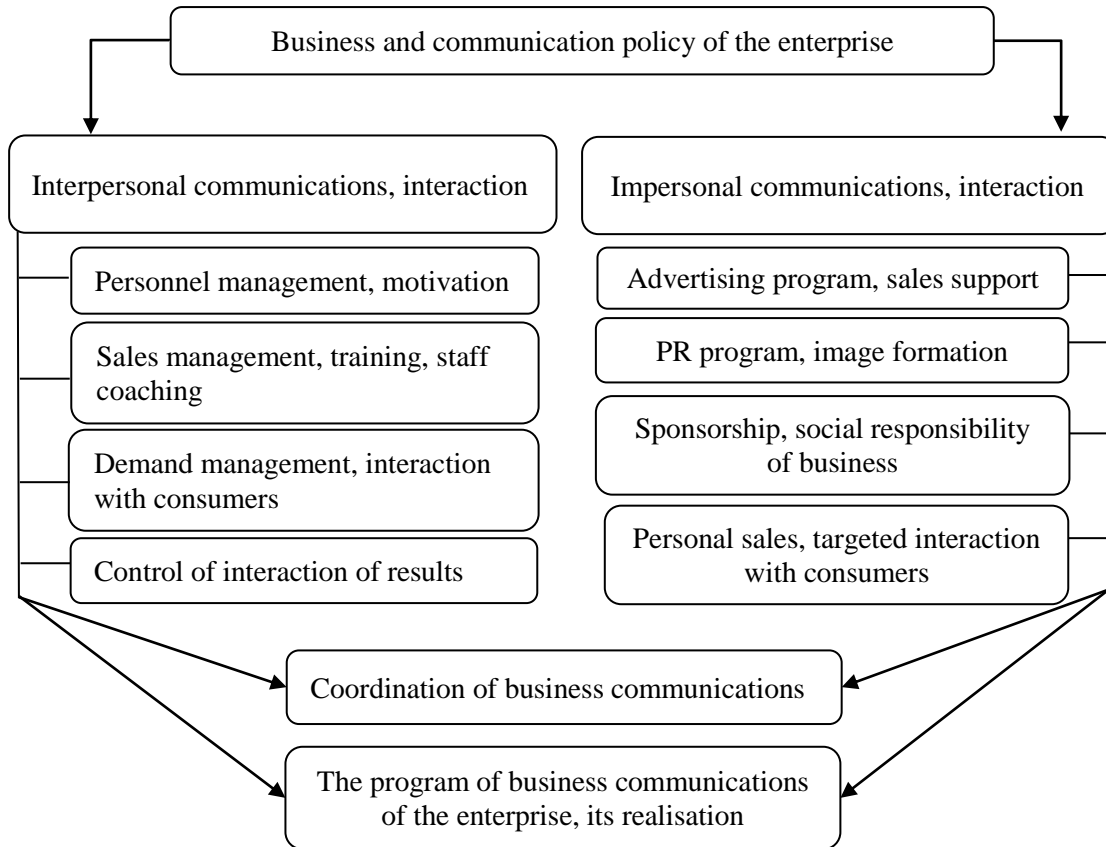 Business and communication policy of the enterprise
Interpersonal communications, interaction
Personnel management, motivation
Sales management, training, staff
coaching
Demand management, interaction
with consumers
Control of interaction of results
Impersonal communications, interaction
Advertising program, sales support
PR program, image formation
Sponsorship, social responsibility
of business
Personal sales, targeted interaction
with consumers
Coordination of business communications
The program of business communications
of the enterprise, its realisation